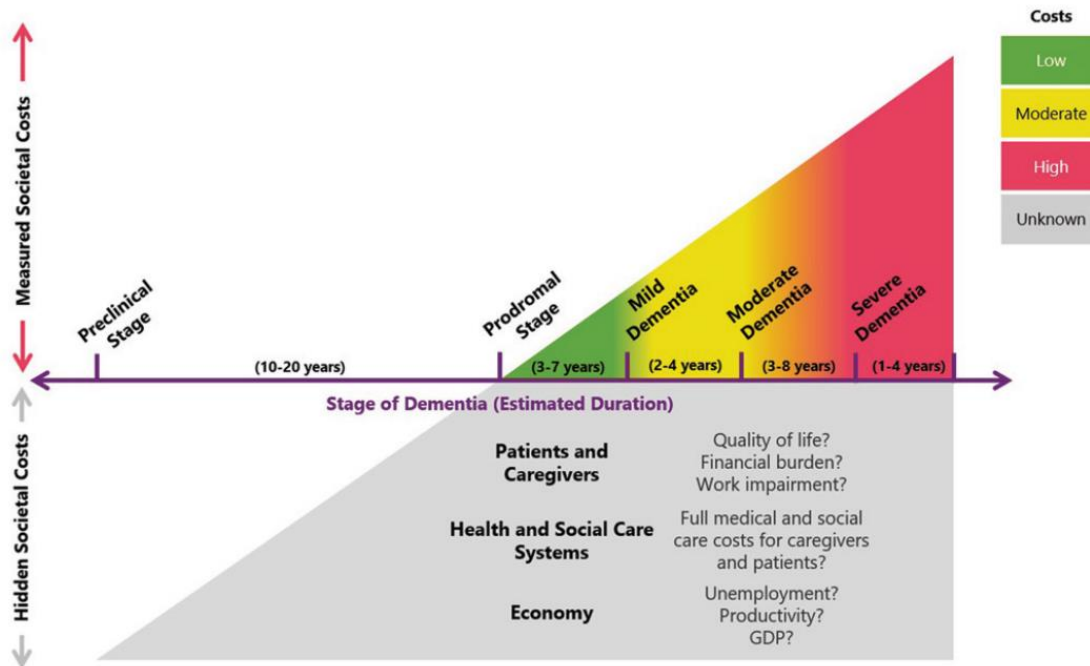 Costs
Low
Moderate
High
Unknown
Measured Societal Costs
Hidden Societal Costs
Preclinical
Stage
Prodromal
Stage
Mild
Dementia
Moderate
Dementia
Severe
Dementia
(10-20 years)
(3-7 years)
(2-4 years)
(3-8 years)
(1-4 years)
Stage of Dementia (Estimated Duration)
Patients and
Caregivers
Quality of life?
Financial burden?
Work impairment?
Health and Social Care
Systems
Full medical and social
care costs for caregivers
and patients?
Economy
Unemployment?
Productivity?
GDP?